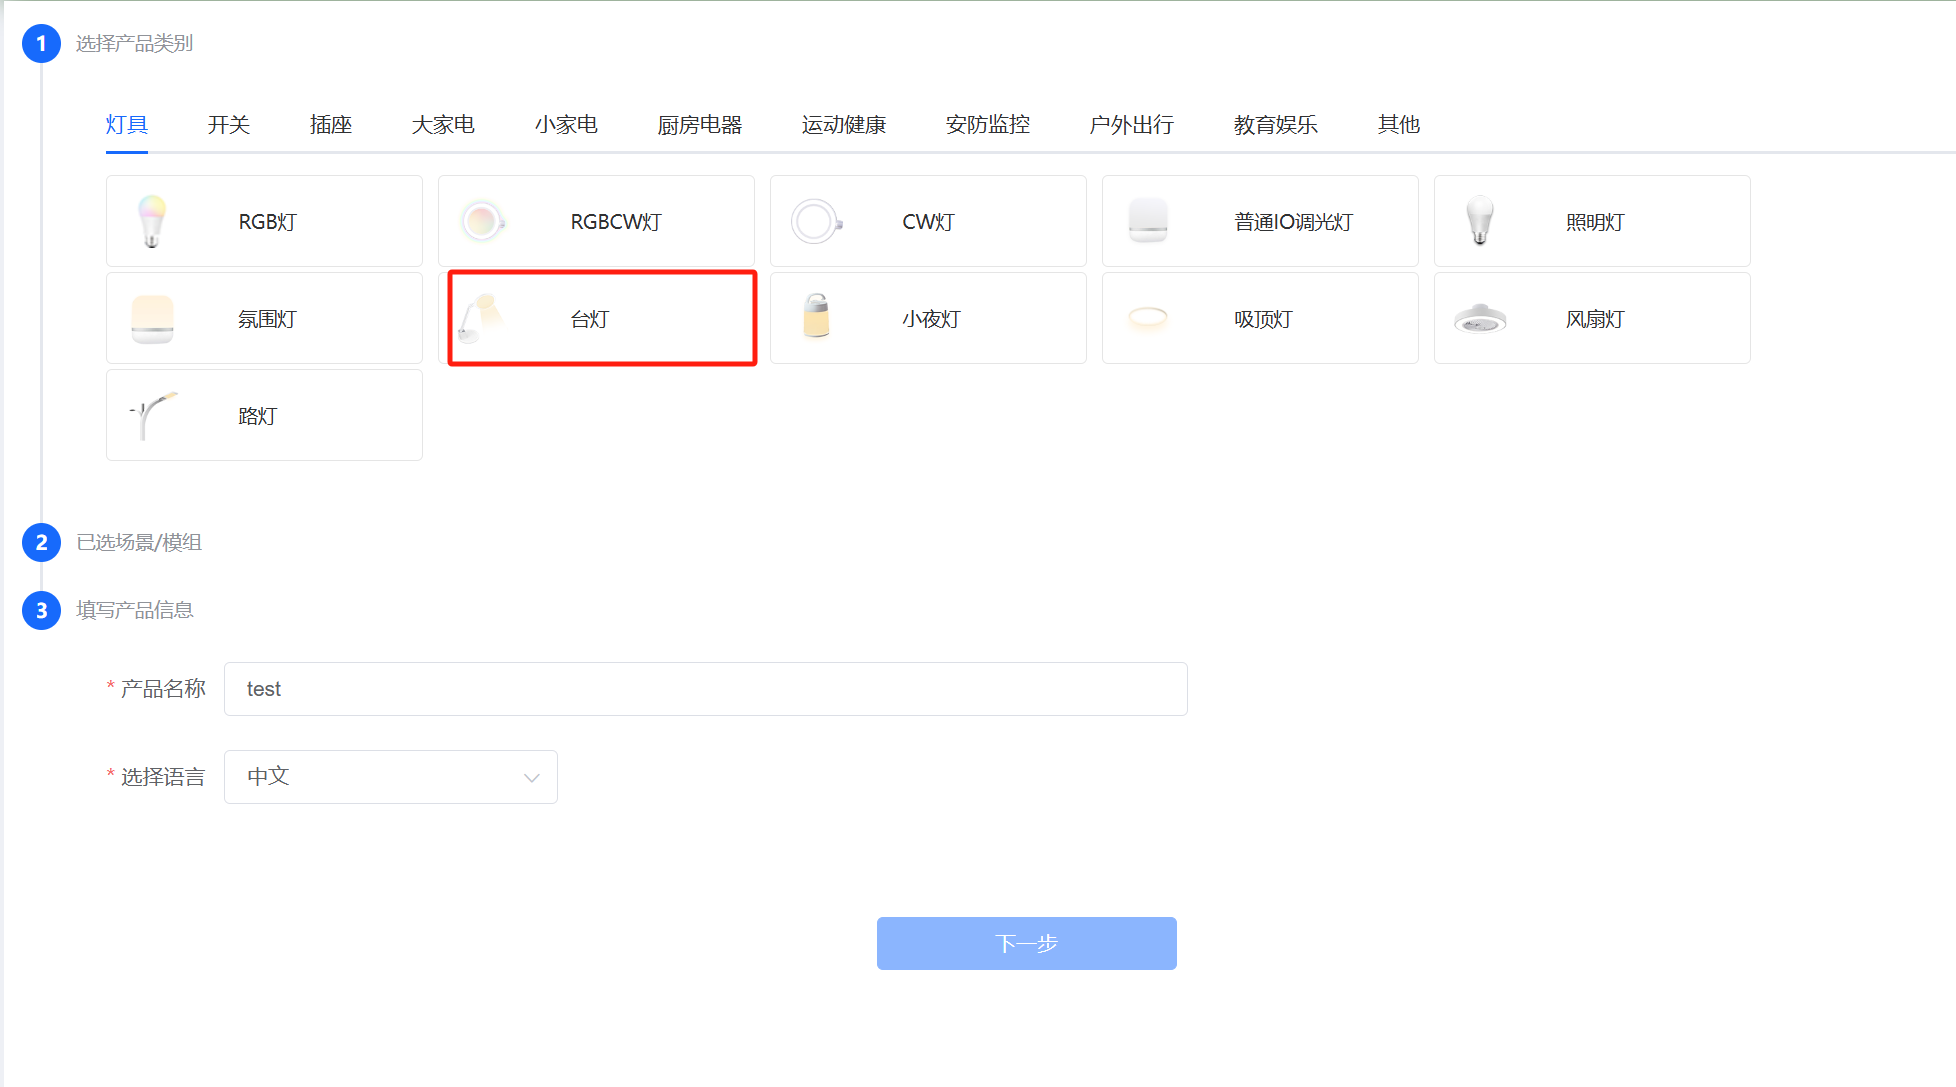 1 选择产品类别
灯具 开关 插座 大家电 小家电 厨房电器 运动健康 安防监控 户外出行 教育娱乐 其他
RGB灯 RGBCW灯 CW灯 普通IO调光灯 照明灯
氛围灯 台灯 小夜灯 吸顶灯 风扇灯
路灯
2 已选场景/模组
3 填写产品信息
* 产品名称 test
* 选择语言 中文
下一步